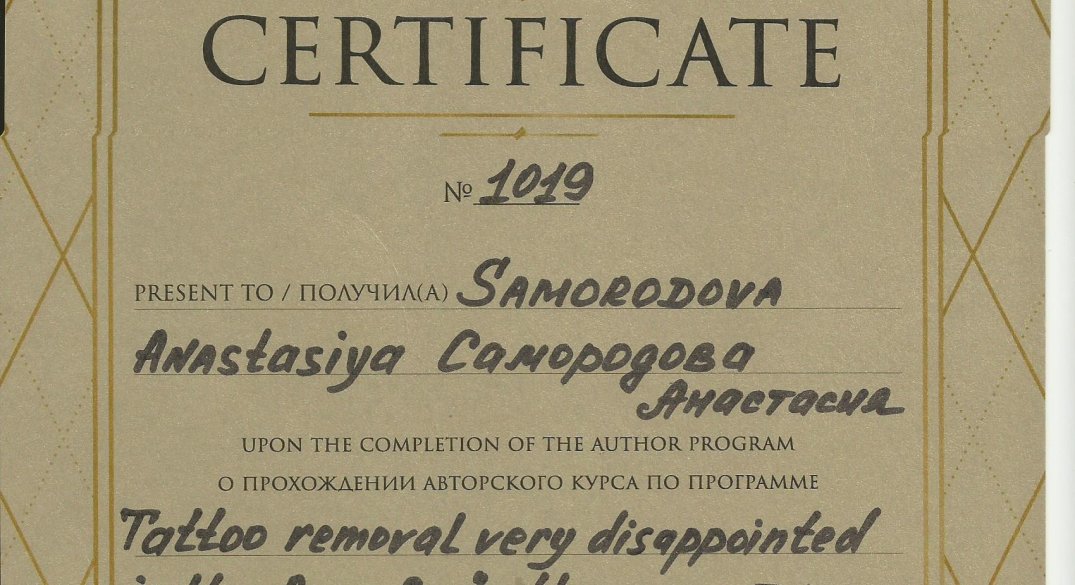 CERTIFICATE
№ 1019
PRESENT TO / ПОЛУЧИЛ(А) SAMORODOVA
Anastasiya Самородова
Анастасия
UPON THE COMPLETION OF THE AUTHOR PROGRAM
О ПРОХОЖДЕНИИ АВТОРСКОГО КУРСА ПО ПРОГРАММЕ
Tattoo removal very disappointed